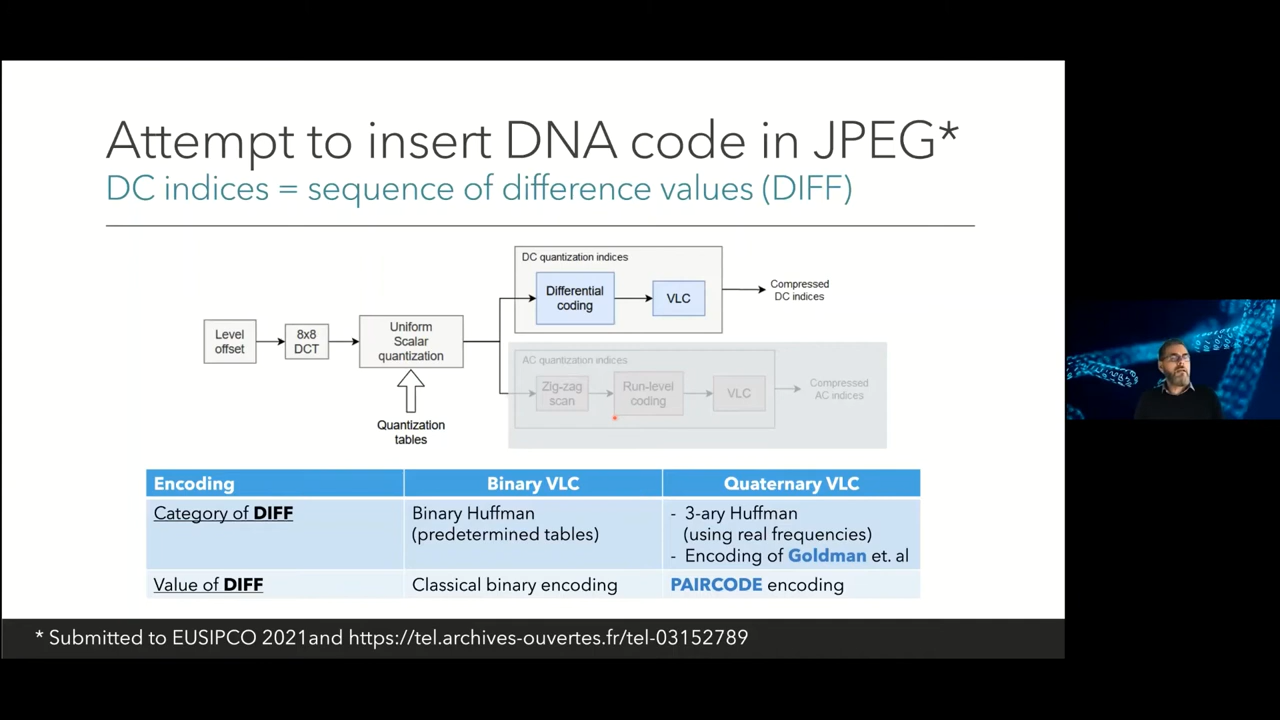 Attempt to insert DNA code in JPEG*
DC indices = sequence of difference values (DIFF)
DC quantization indices
Differential
coding
VLC
Compressed
DC indices
Level
offset
8x8
DCT
Uniform
Scalar
quantization
AC quantization indices
Zig-zag
scan
Run-level
coding
VLC
Compressed
AC indices
Quantization
tables
Encoding
Binary VLC
Quaternary VLC
Category of DIFF
Binary Huffman
(predetermined tables)
- 3-ary Huffman
(using real frequencies)
- Encoding of Goldman et. al
Value of DIFF
Classical binary encoding
PAIRCODE encoding
* Submitted to EUSIPCO 2021and https://tel.archives-ouvertes.fr/tel-03152789